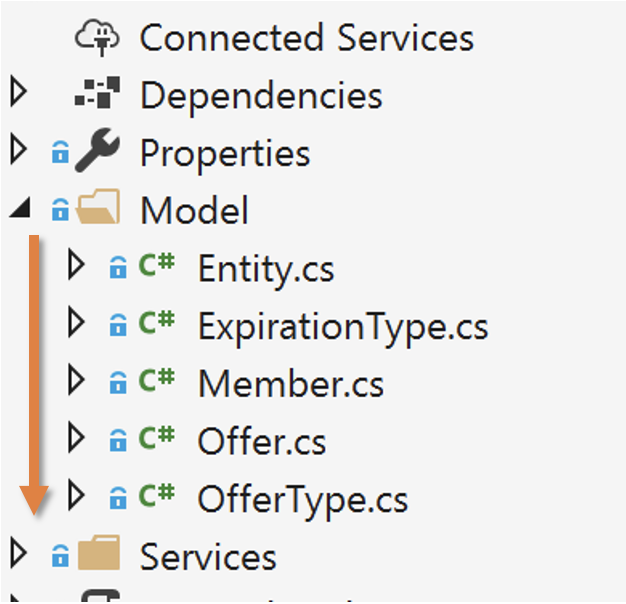 Connected Services
Dependencies
Properties
Model
C# Entity.cs
C# ExpirationType.cs
C# Member.cs
C# Offer.cs
C# OfferType.cs
Services